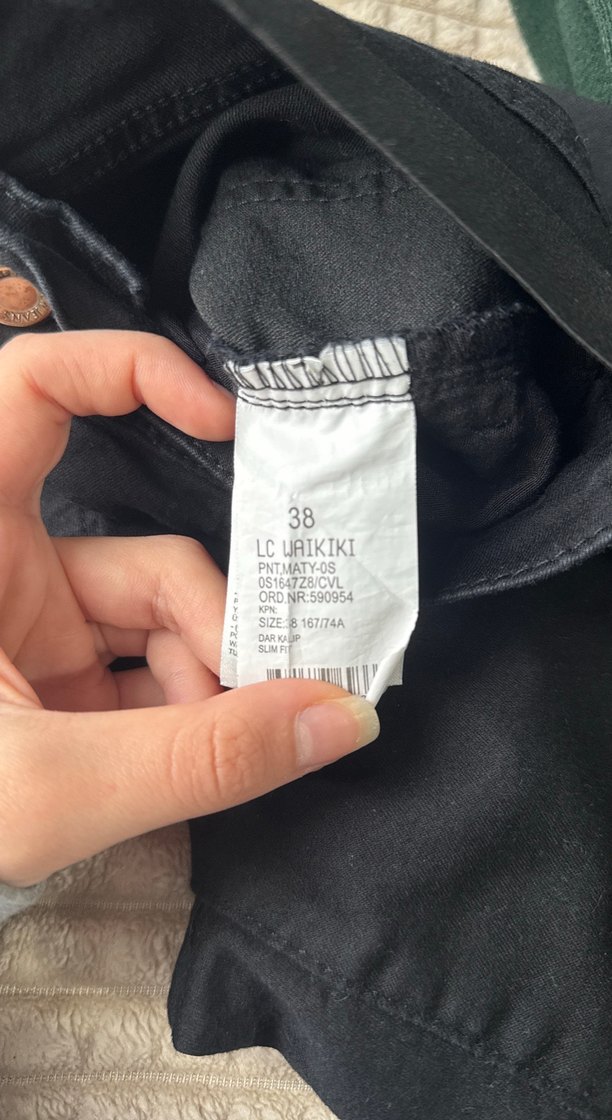 38
LC WAIKIKI
PNT,MATY-0S
0S1647Z8/CVL
ORD.NR:590954
KPN:
SIZE:38 167/74A
DAR KALIP
SLIM FIT